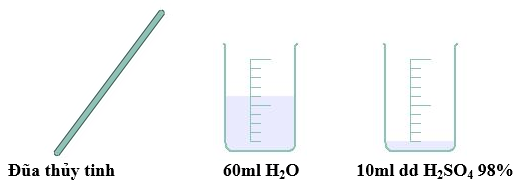 Đũa thủy tinh
60ml H₂O
10ml dd H₂SO₄ 98%